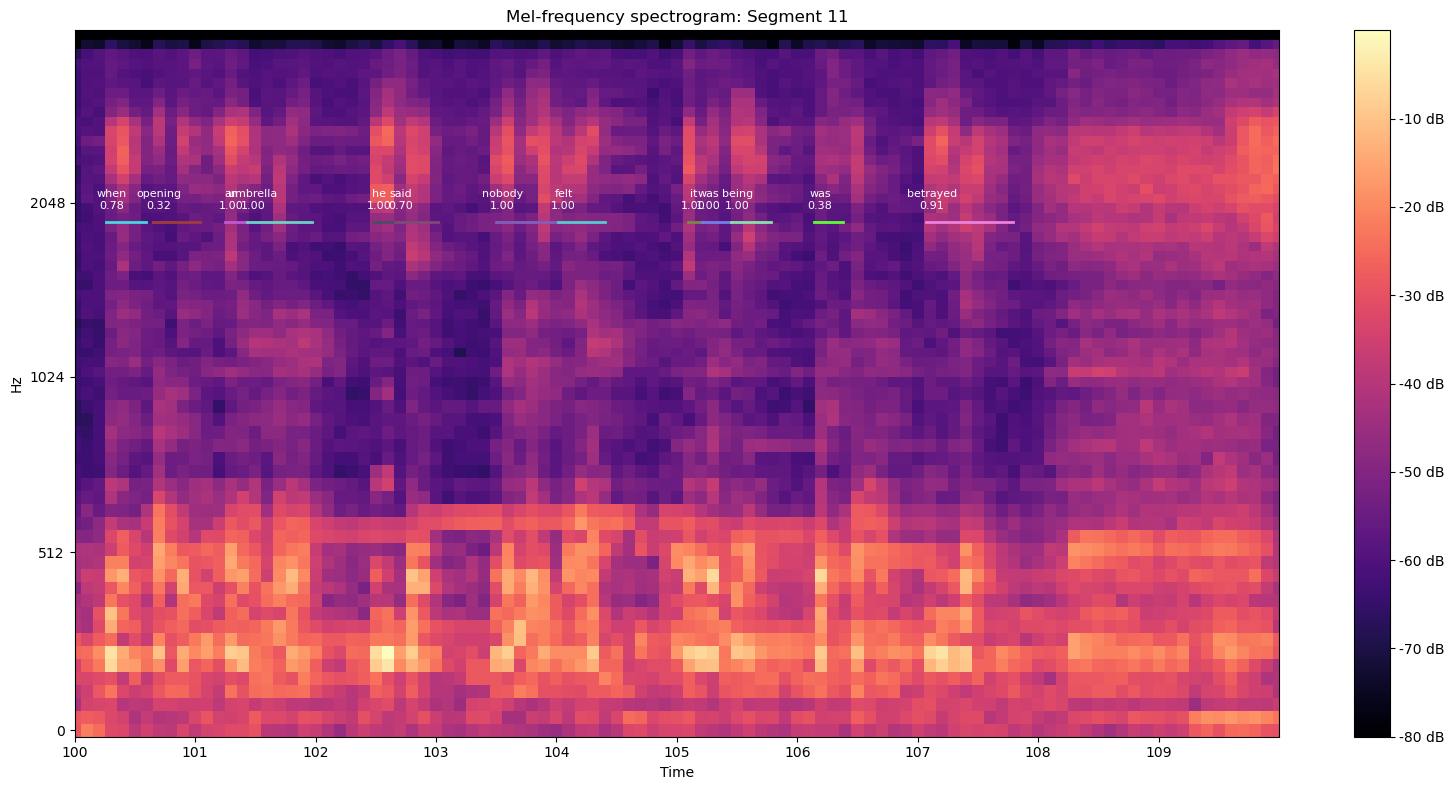 Mel-frequency spectrogram: Segment 11
when opening an umbrella he said nobody felt it was being was betrayed
0.78 0.32 1.00 1.00 1.00 0.70 1.00 1.00 1.00 1.00 1.00 0.38 0.91
Hz
2048
1024
512
0
100 101 102 103 104 105 106 107 108 109
Time
-10 dB
-20 dB
-30 dB
-40 dB
-50 dB
-60 dB
-70 dB
-80 dB